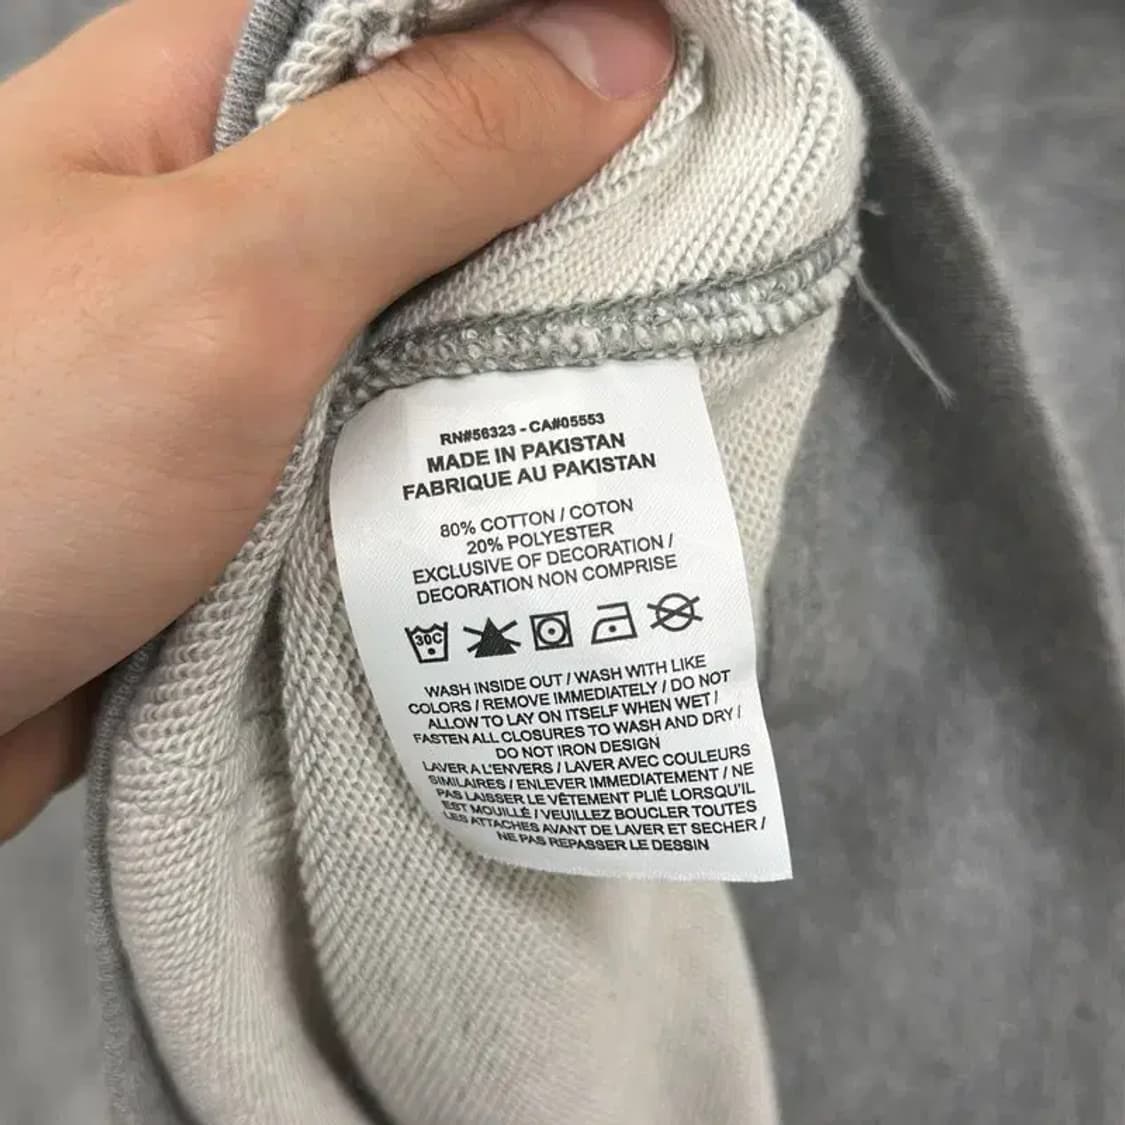 RN#56323 - CA#05553
MADE IN PAKISTAN
FABRIQUE AU PAKISTAN
80% COTTON / COTON
20% POLYESTER
EXCLUSIVE OF DECORATION /
DECORATION NON COMPRISE
30C
WASH INSIDE OUT / WASH WITH LIKE
COLORS / REMOVE IMMEDIATELY / DO NOT
ALLOW TO LAY ON ITSELF WHEN WET /
FASTEN ALL CLOSURES TO WASH AND DRY /
DO NOT IRON DESIGN
LAVER A L'ENVERS / LAVER AVEC COULEURS
SIMILAIRES / ENLEVER IMMEDIATEMENT / NE
PAS LAISSER LE VÊTEMENT PLIÉ LORSQU'IL
EST MOUILLÉ / VEUILLEZ BOUCLER TOUTES
LES ATTACHES AVANT DE LAVER ET SECHER /
NE PAS REPASSER LE DESSIN